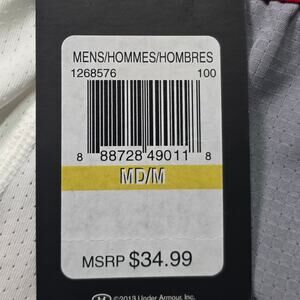 MENS/HOMMES/HOMBRES
1268576 100
8 88728 49011 8
MD/M
MSRP $34.99
©2013 Under Armour, Inc.